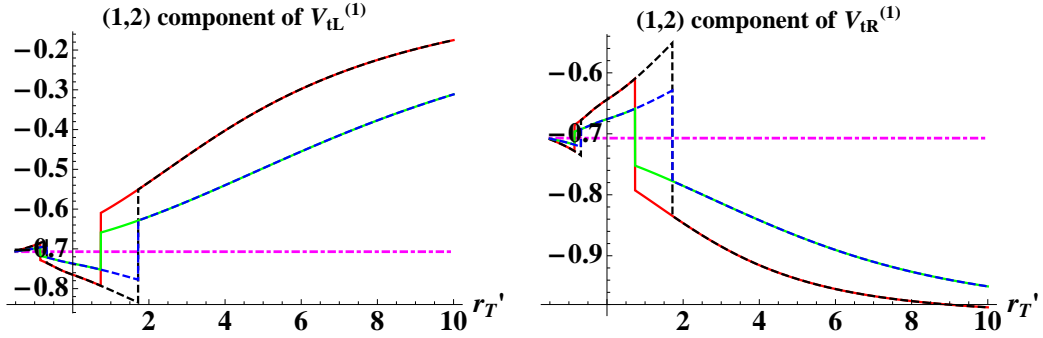 (1,2) component of V_tL^(1)
−0.2
−0.3
−0.4
−0.5
−0.6
−0.7
−0.8
2 4 6 8 10 r_T'
(1,2) component of V_tR^(1)
−0.6
−0.7
−0.8
−0.9
2 4 6 8 10 r_T'